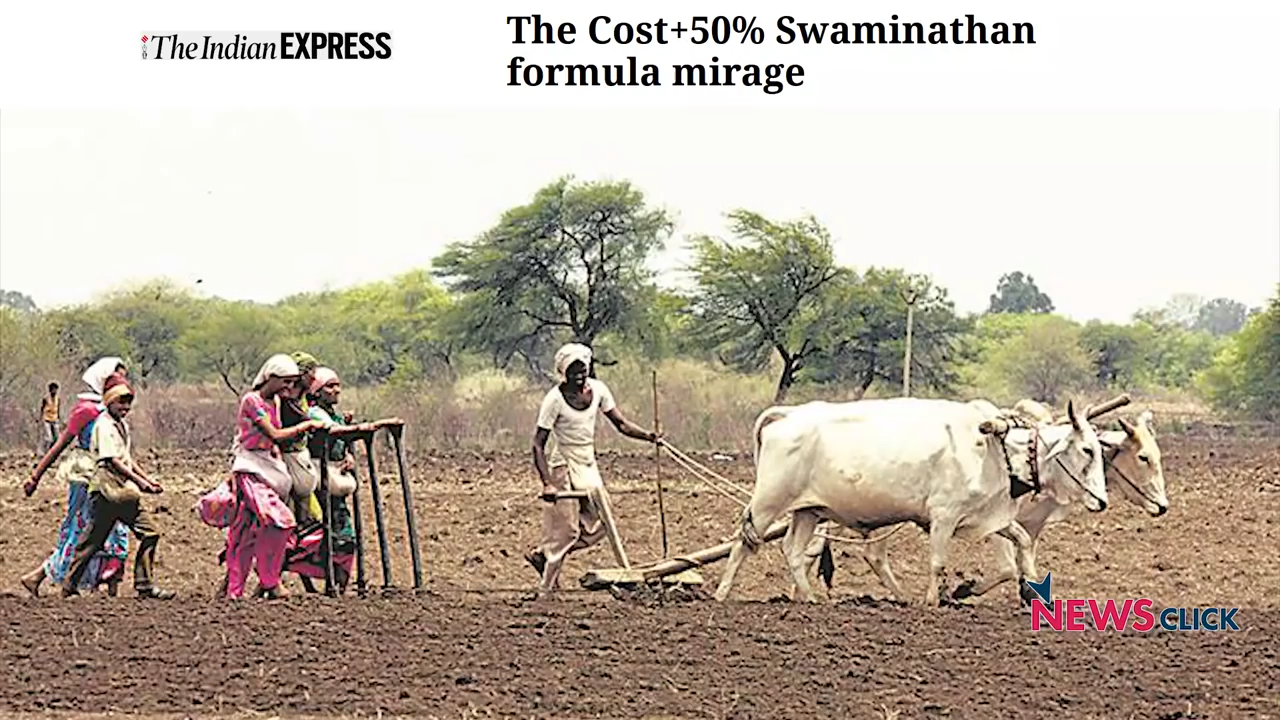 The Indian EXPRESS
The Cost+50% Swaminathan
formula mirage
NEWSCLICK